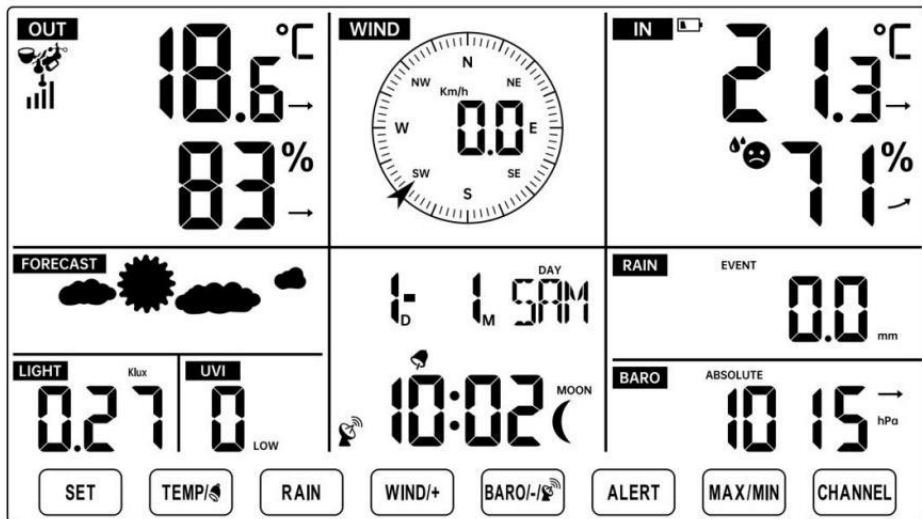 OUT
18.6 °C
83 %
WIND
N
NW NE
Km/h
0.0
W E
SW SE
S
IN
21.3 °C
71 %
FORECAST
LIGHT
Klux
0.27
UVI
0
LOW
DAY
1- 1 SAM
D M
10:02
MOON
RAIN
EVENT
0.0
mm
BARO
ABSOLUTE
1015
hPa
SET
TEMP/
RAIN
WIND/+
BARO/-/
ALERT
MAX/MIN
CHANNEL